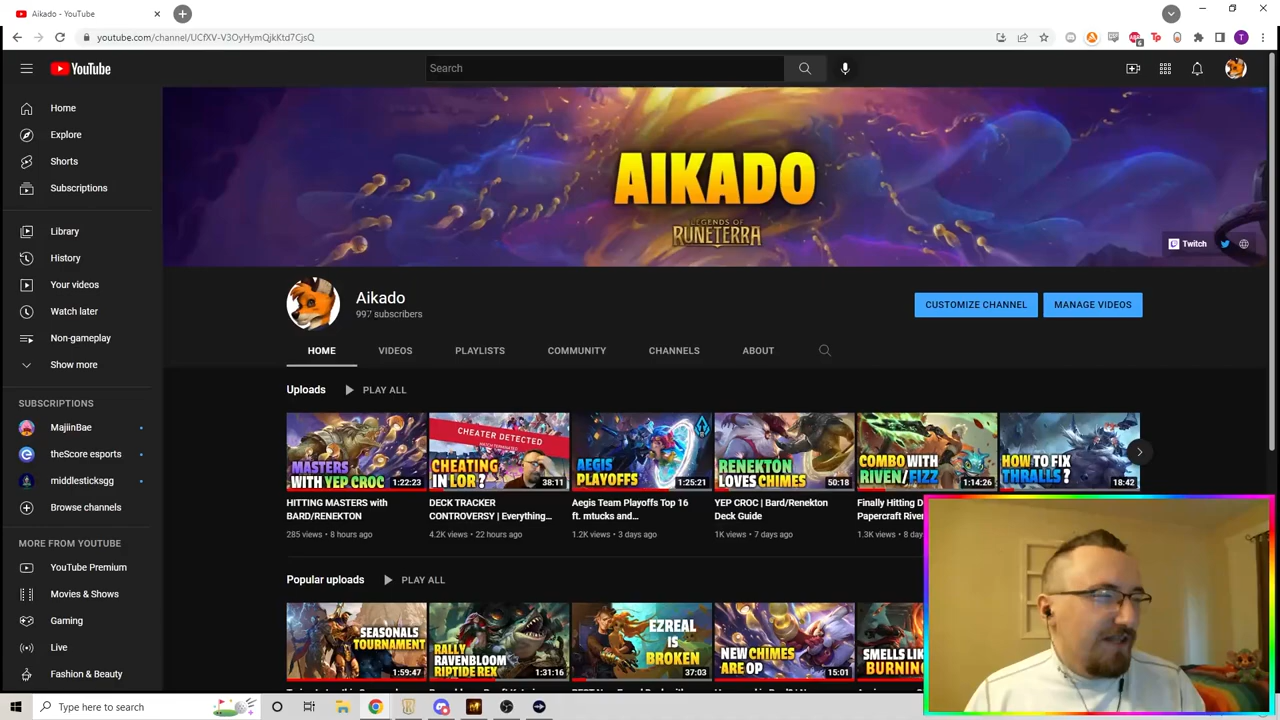 Aikado - YouTube
youtube.com/channel/UCfXV-V3OyHymQjkKtd7CjsQ
6
T
YouTube
Search
Home
Explore
Shorts
Subscriptions
Library
History
Your videos
Watch later
Non-gameplay
Show more
SUBSCRIPTIONS
MajiinBae
theScore esports
middlesticksgg
Browse channels
MORE FROM YOUTUBE
YouTube Premium
Movies & Shows
Gaming
Live
Fashion & Beauty
AIKADO
LEGENDS OF
RUNETERRA
Twitch
Aikado
997 subscribers
CUSTOMIZE CHANNEL
MANAGE VIDEOS
HOME
VIDEOS
PLAYLISTS
COMMUNITY
CHANNELS
ABOUT
Uploads
PLAY ALL
MASTERS
WITH YEP CROC
1:22:23
HITTING MASTERS with
BARD/RENEKTON
285 views • 8 hours ago
CHEATER DETECTED
CHEATING
IN LOR?
38:11
DECK TRACKER
CONTROVERSY | Everything...
4.2K views • 22 hours ago
AEGIS
PLAYOFFS
1:25:21
Aegis Team Playoffs Top 16
ft. mtucks and...
1.2K views • 3 days ago
RENEKTON
LOVES CHIMES
50:18
YEP CROC | Bard/Renekton
Deck Guide
1K views • 7 days ago
COMBO WITH
RIVEN/FIZZ
1:14:26
Finally Hitting D
Papercraft River
1.3K views • 8 day
HOW TO FIX
THRALLS?
18:42
Popular uploads
PLAY ALL
SEASONALS
TOURNAMENT
1:59:47
RALLY
RAVENBLOOM
RIPTIDE REX
1:31:16
EZREAL
IS
BROKEN
37:03
NEW CHIMES
ARE OP
15:01
SMELLS LIK
BURNING
Type here to search